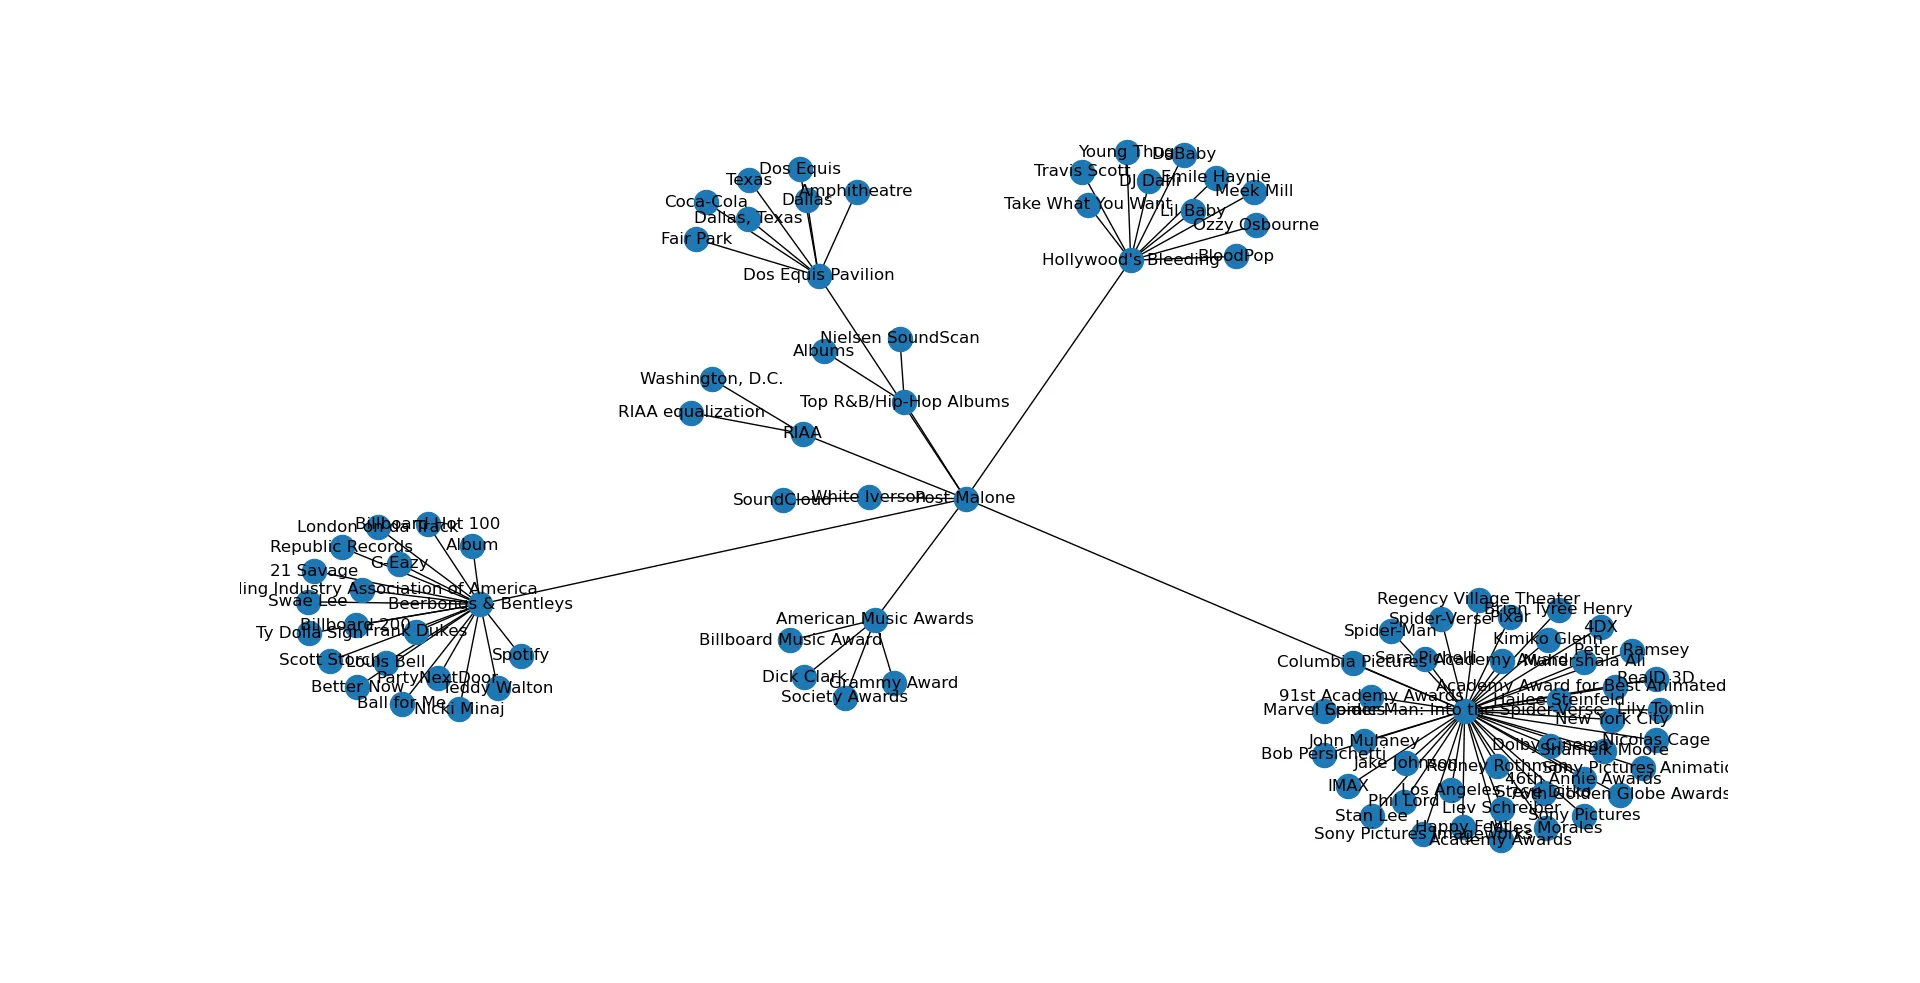 Young Thug
DaBaby
Dos Equis
Travis Scott
DJ Dahi
Emile Haynie
Texas
Amphitheatre
Meek Mill
Coca-Cola
Dallas
Take What You Want
Lil Baby
Dallas, Texas
Ozzy Osbourne
Fair Park
BloodPop
Hollywood's Bleeding
Dos Equis Pavilion
Nielsen SoundScan
Albums
Washington, D.C.
Top R&B/Hip-Hop Albums
RIAA equalization
RIAA
SoundCloud
White Iverson
Post Malone
London on da Track
Billboard Hot 100
Republic Records
Album
G-Eazy
21 Savage
ling Industry Association of America
Swae Lee
Beerbongs & Bentleys
Billboard 200
Ty Dolla Sign
Frank Dukes
Scott Storch
Louis Bell
Spotify
PartyNextDoor
Better Now
Teddy Walton
Ball for Me
Nicki Minaj
American Music Awards
Billboard Music Award
Dick Clark
Grammy Award
Society Awards
Regency Village Theater
Brian Tyree Henry
Spider-Verse
Pixar
4DX
Spider-Man
Kimiko Glenn
Peter Ramsey
Columbia Pictures
Sara Pichelli
Academy Award
Mahershala Ali
RealD 3D
Academy Award for Best Animated
91st Academy Awards
Hailee Steinfeld
Marvel Comics
Spider-Man: Into the Spider-Verse
Lily Tomlin
New York City
John Mulaney
Dolby Cinema
Nicolas Cage
Shameik Moore
Bob Persichetti
Jake Johnson
Rodney Rothman
Sony Pictures Animatic
46th Annie Awards
IMAX
Los Angeles
Steve Ditko
76th Golden Globe Awards
Phil Lord
Liev Schreiber
Stan Lee
Sony Pictures
Happy Feet
Miles Morales
Sony Pictures Imageworks
Academy Awards